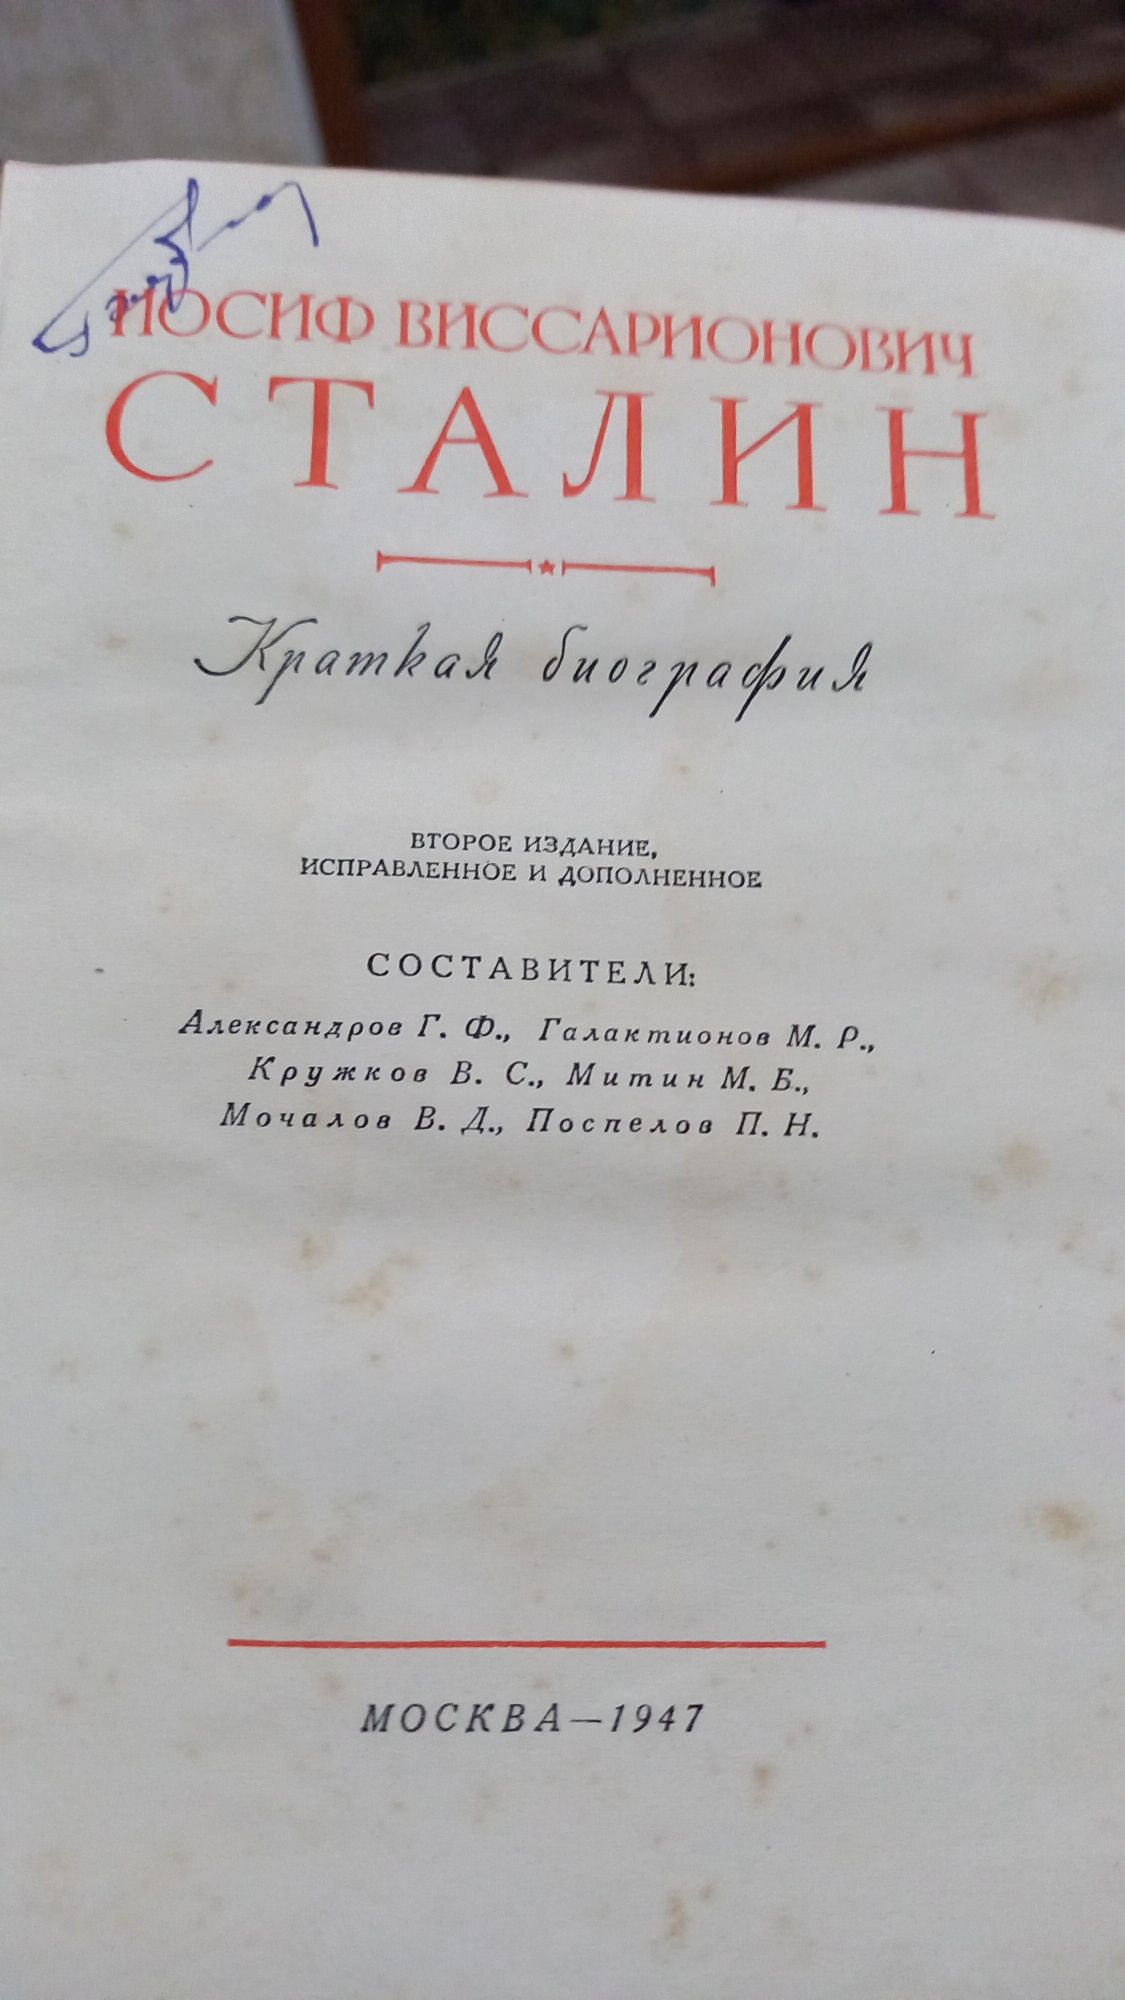 ИОСИФ ВИССАРИОНОВИЧ
СТАЛИН
Краткая биография
ВТОРОЕ ИЗДАНИЕ,
ИСПРАВЛЕННОЕ И ДОПОЛНЕННОЕ
СОСТАВИТЕЛИ:
Александров Г. Ф., Галактионов М. Р.,
Кружков В. С., Митин М. Б.,
Мочалов В. Д., Поспелов П. Н.
МОСКВА—1947